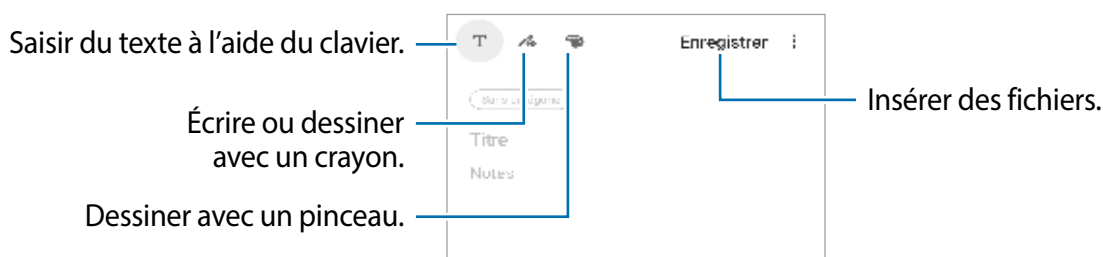 Saisir du texte à l'aide du clavier.
T
Enregistrer
Insérer des fichiers.
Écrire ou dessiner
avec un crayon.
Titre
Notes
Dessiner avec un pinceau.